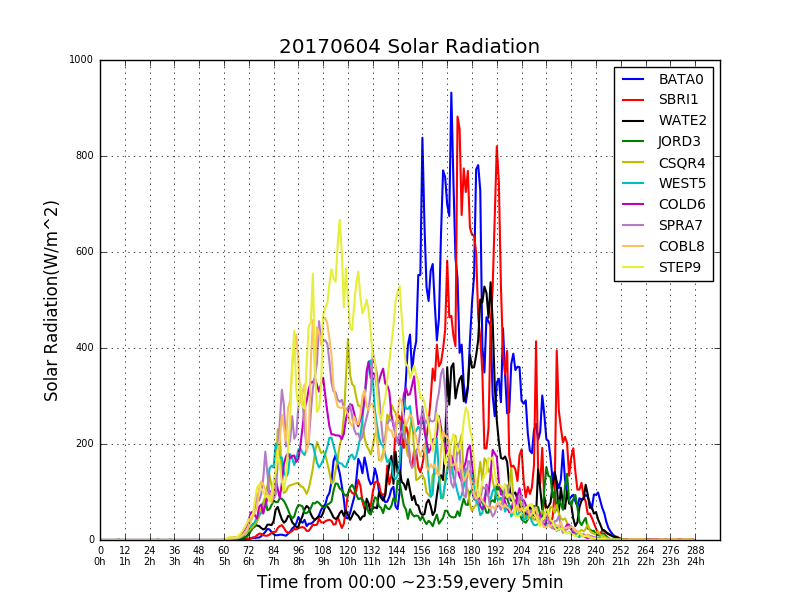 20170604 Solar Radiation
1000
800
600
400
200
0
Solar Radiation(W/m^2)
BATA0
SBRI1
WATE2
JORD3
CSQR4
WEST5
COLD6
SPRA7
COBL8
STEP9
0 12 24 36 48 60 72 84 96 108 120 132 144 156 168 180 192 204 216 228 240 252 264 276 288
0h 1h 2h 3h 4h 5h 6h 7h 8h 9h 10h 11h 12h 13h 14h 15h 16h 17h 18h 19h 20h 21h 22h 23h 24h
Time from 00:00 ~23:59,every 5min